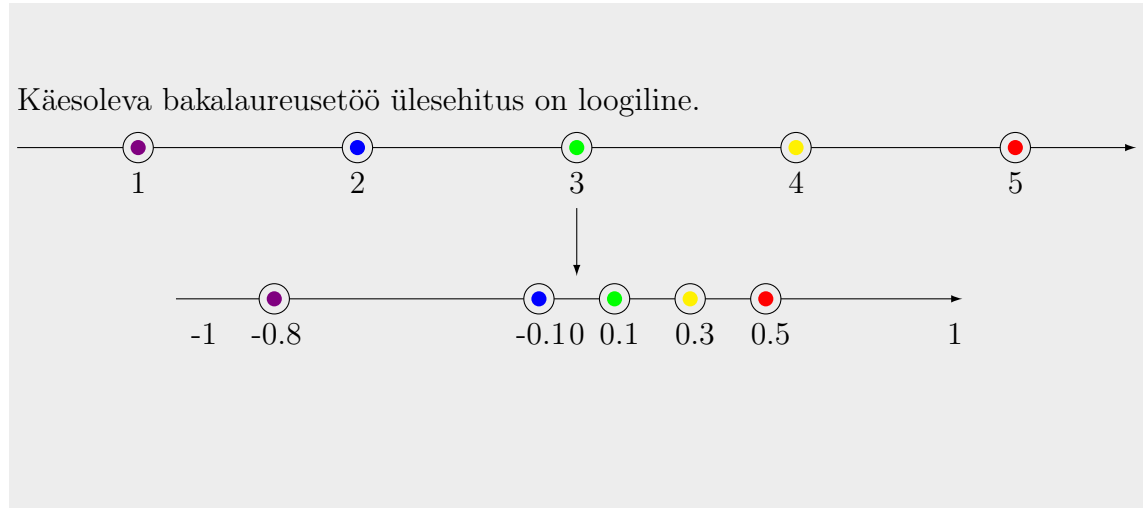 Käesoleva bakalaureusetöö ülesehitus on loogiline.
1 2 3 4 5
-1 -0.8 -0.1 0 0.1 0.3 0.5 1